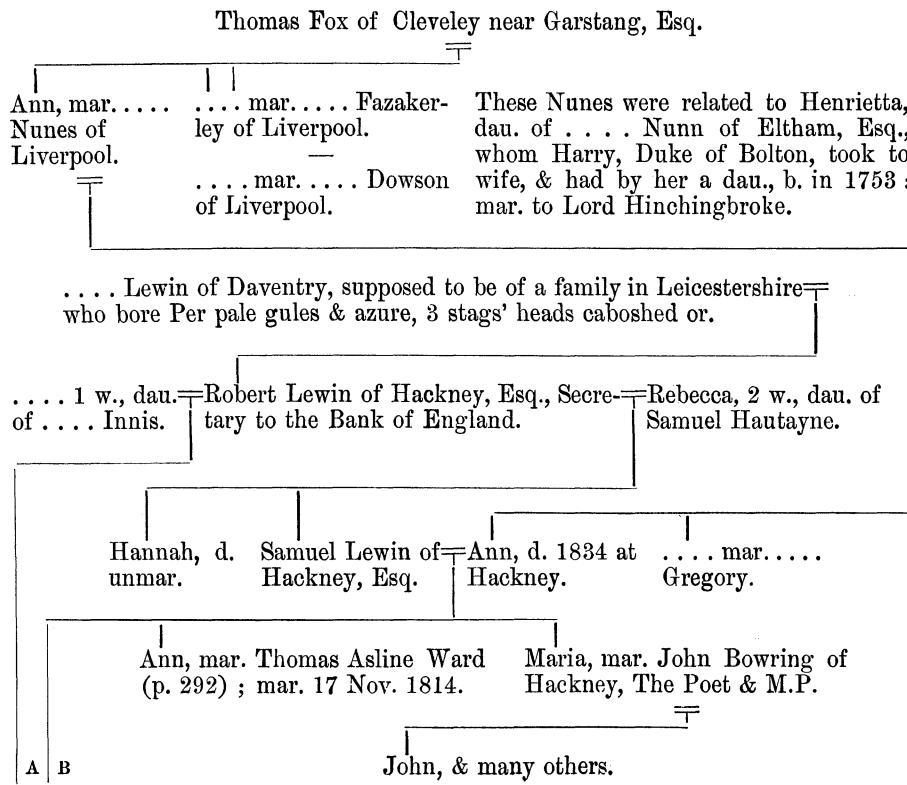 Thomas Fox of Cleveley near Garstang, Esq.
Ann, mar. . . . . .
Nunes of
Liverpool.
. . . . mar. . . . . Fazaker-
ley of Liverpool.
—
. . . . mar. . . . . Dowson
of Liverpool.
These Nunes were related to Henrietta,
dau. of . . . . Nunn of Eltham, Esq.,
whom Harry, Duke of Bolton, took to
wife, & had by her a dau., b. in 1753
mar. to Lord Hinchingbroke.
. . . . Lewin of Daventry, supposed to be of a family in Leicestershire
who bore Per pale gules & azure, 3 stags' heads caboshed or.
. . . . 1 w., dau.
of . . . . Innis.
Robert Lewin of Hackney, Esq., Secre-
tary to the Bank of England.
Rebecca, 2 w., dau. of
Samuel Hautayne.
Hannah, d.
unmar.
Samuel Lewin of
Hackney, Esq.
Ann, d. 1834 at
Hackney.
. . . . mar. . . . .
Gregory.
Ann, mar. Thomas Asline Ward
(p. 292) ; mar. 17 Nov. 1814.
Maria, mar. John Bowring of
Hackney, The Poet & M.P.
A
B
John, & many others.